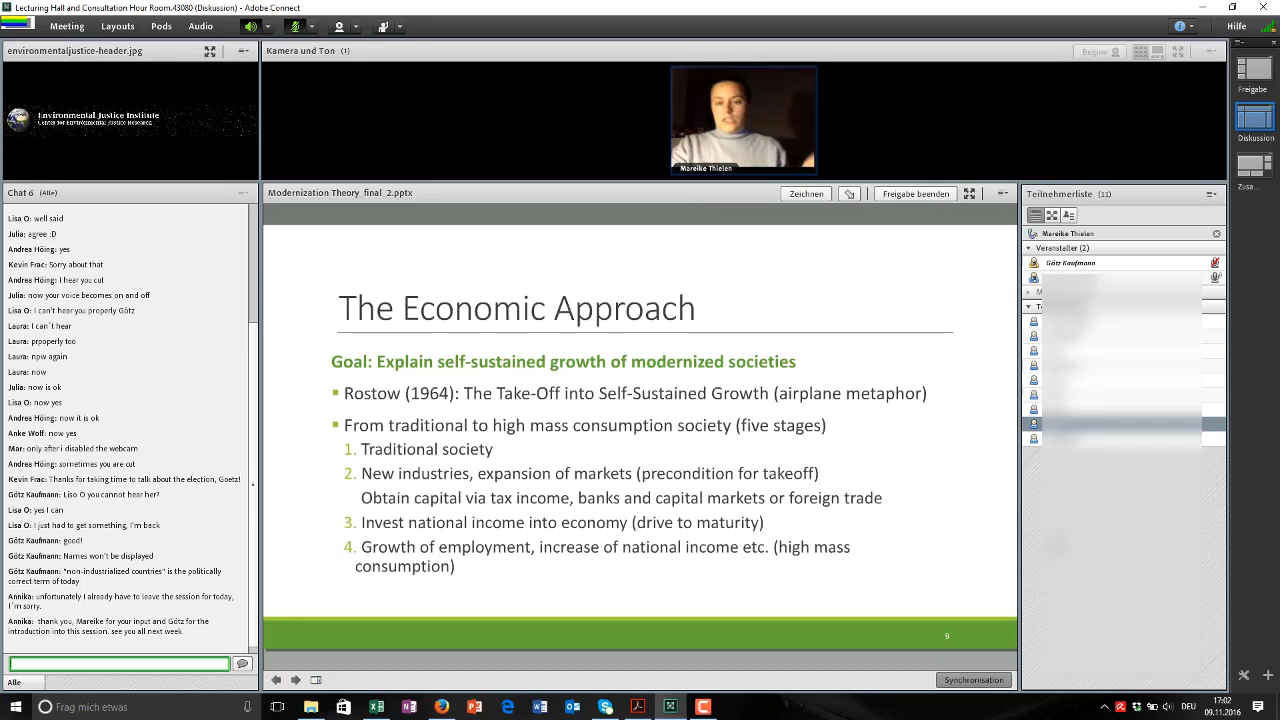 Lecturing Hall and Consultation Hour Room.43080 (Diskussion) - Adobe Connect
Meeting Layouts Pods Audio Hilfe
environmentaljustice-header.jpg
Kamera und Ton (1)
Beginn
Freigabe
Environmental Justice Institute
Center for Environmental Justice Research
Diskussion
Mareike Thielen
Zusa...
Chat 6 (Alle)
Lisa O: well said
Julia: agree :D
Andrea Höing: yes
Kevin Frac: Sorry about that
Andrea Höing: I hear you cut
Julia: now your voice becomes on and off
Lisa O: I can't hear you properly Götz
Laura: I can´t hear
Laura: prpoperly too
Laura: npw again
Laura: now
Julia: now is ok
Lisa O: now yes
Andrea Höing: now it is ok
Anke Wolf: now yes
Mar: only after i disabled the webcam
Andrea Höing: sometimes you are cut
Kevin Frac: Thanks for taking time to talk about the election, Goetz!
Götz Kaufmann: Liso O you cannot hear her?
Lisa O: yes I can
Lisa O: I just had to get something, I'm back
Götz Kaufmann: good!
Götz Kaufmann: Names won't be displayed
Götz Kaufmann: "non-industrialized countries" is the politically
correct term of today
Annika: unfortunately I already have to leave the session for today,
I´m sorry.
Annika: thank you, Mareike for your input and Götz for the
introduction into this session. see you all next week.
Alle
Modernization Theory_final_2.pptx
Zeichnen
Freigabe beenden
The Economic Approach
Goal: Explain self-sustained growth of modernized societies
Rostow (1964): The Take-Off into Self-Sustained Growth (airplane metaphor)
From traditional to high mass consumption society (five stages)
1. Traditional society
2. New industries, expansion of markets (precondition for takeoff)
Obtain capital via tax income, banks and capital markets or foreign trade
3. Invest national income into economy (drive to maturity)
4. Growth of employment, increase of national income etc. (high mass
consumption)
9
Synchronisation
Teilnehmerliste (11)
Mareike Thielen
Veranstalter (2)
Götz Kaufmann
Frag mich etwas
DEU
17:02
09.11.2016